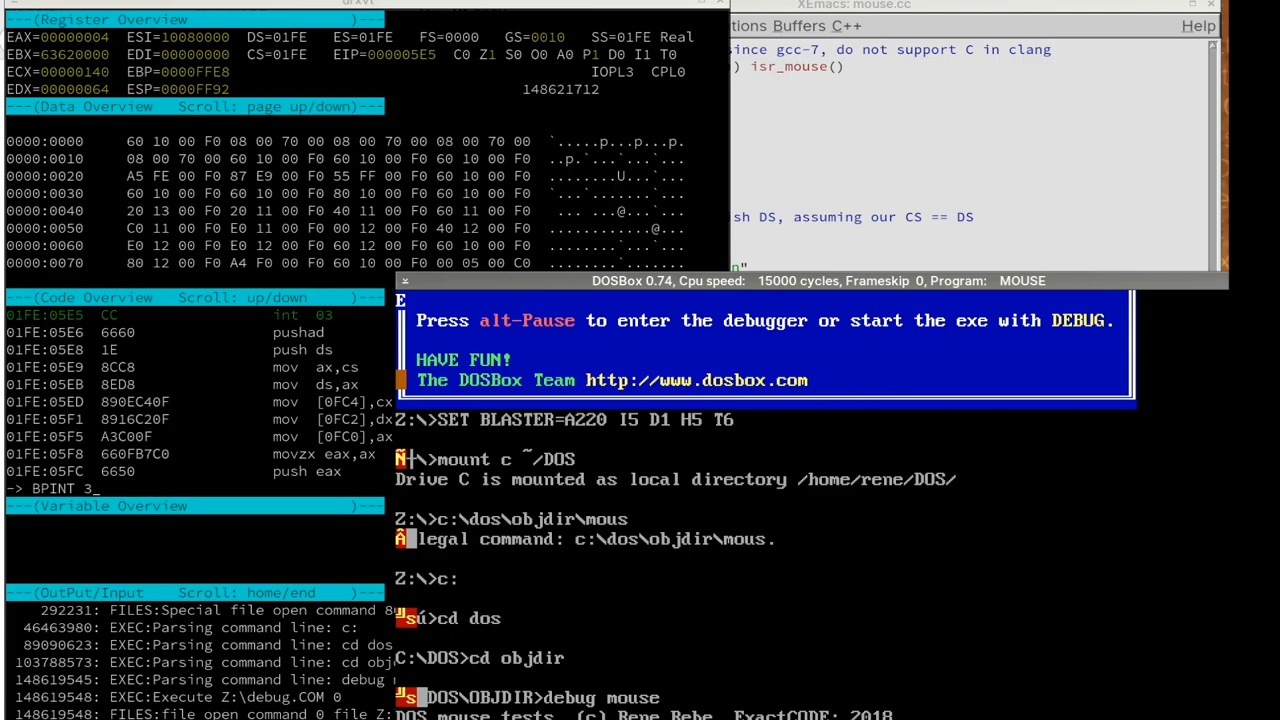 drxvt
---(Register Overview )---
EAX=00000004 ESI=10080000 DS=01FE ES=01FE FS=0000 GS=0010 SS=01FE Real
EBX=63620000 EDI=00000000 CS=01FE EIP=000005E5 C0 Z1 S0 O0 A0 P1 D0 I1 T0
ECX=00000140 EBP=0000FFE8 IOPL3 CPL0
EDX=00000064 ESP=0000FF92 148621712
---(Data Overview Scroll: page up/down)---
0000:0000 60 10 00 F0 08 00 70 00 08 00 70 00 08 00 70 00 `.....p...p...p.
0000:0010 08 00 70 00 60 10 00 F0 60 10 00 F0 60 10 00 F0 ..p.`...`...`...
0000:0020 A5 FE 00 F0 87 E9 00 F0 55 FF 00 F0 60 10 00 F0 ........U...`...
0000:0030 60 10 00 F0 60 10 00 F0 80 10 00 F0 60 10 00 F0 `...`.......`...
0000:0040 20 13 00 F0 20 11 00 F0 40 11 00 F0 60 11 00 F0 ... ...@...`...
0000:0050 C0 11 00 F0 E0 11 00 F0 00 12 00 F0 40 12 00 F0 ............@...
0000:0060 E0 12 00 F0 E0 12 00 F0 60 12 00 F0 60 10 00 F0 ........`...`...
0000:0070 80 12 00 F0 A4 F0 00 F0 60 10 00 F0 00 05 00 C0 ........`.......
---(Code Overview Scroll: up/down )---
01FE:05E5 CC int 03
01FE:05E6 6660 pushad
01FE:05E8 1E push ds
01FE:05E9 8CC8 mov ax,cs
01FE:05EB 8ED8 mov ds,ax
01FE:05ED 890EC40F mov [0FC4],cx
01FE:05F1 8916C20F mov [0FC2],dx
01FE:05F5 A3C00F mov [0FC0],ax
01FE:05F8 660FB7C0 movzx eax,ax
01FE:05FC 6650 push eax
-> BPINT 3_
---(Variable Overview )---
---(OutPut/Input Scroll: home/end )---
292231: FILES:Special file open command 8
46463980: EXEC:Parsing command line: c:
89090623: EXEC:Parsing command line: cd dos
103788573: EXEC:Parsing command line: cd obj
148619545: EXEC:Parsing command line: debug
148619548: EXEC:Execute Z:\debug.COM 0
148619548: FILES:file open command 0 file Z:
XEmacs: mouse.cc
tions Buffers C++ Help
since gcc-7, do not support C in clang
) isr_mouse()
sh DS, assuming our CS == DS
n"
DOSBox 0.74, Cpu speed: 15000 cycles, Frameskip 0, Program: MOUSE
E
Press alt-Pause to enter the debugger or start the exe with DEBUG.
HAVE FUN!
The DOSBox Team http://www.dosbox.com
Z:\>SET BLASTER=A220 I5 D1 H5 T6
Ñ┼\>mount c ~/DOS
Drive C is mounted as local directory /home/rene/DOS/
Z:\>c:\dos\objdir\mous
Â legal command: c:\dos\objdir\mous.
Z:\>c:
╝sú>cd dos
C:\DOS>cd objdir
╝s DOS\OBJDIR>debug mouse
DOS mouse tests, (c) Rene Rebe, ExactCODE; 2018